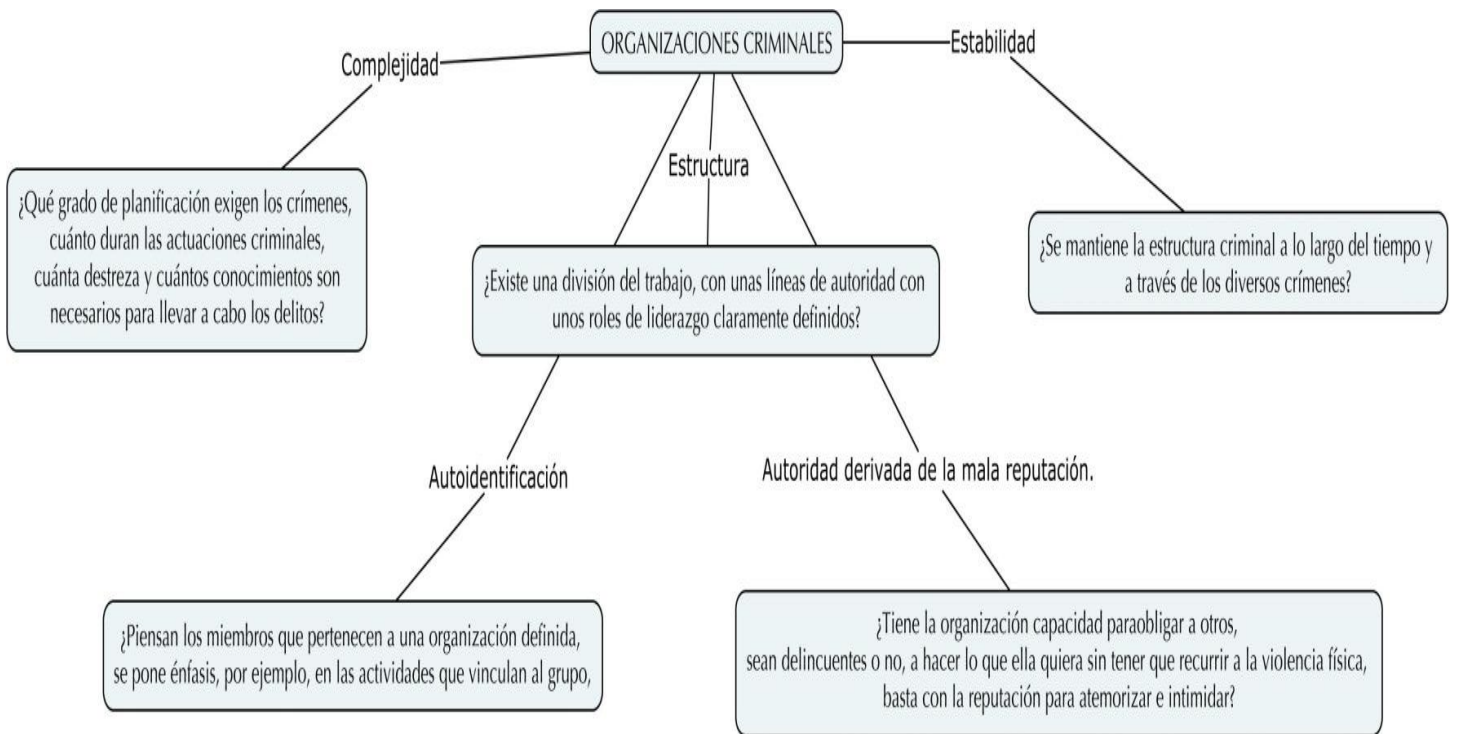 ORGANIZACIONES CRIMINALES
Complejidad
Estabilidad
Estructura
¿Qué grado de planificación exigen los crímenes,
cuánto duran las actuaciones criminales,
cuánta destreza y cuántos conocimientos son
necesarios para llevar a cabo los delitos?
¿Existe una división del trabajo, con unas líneas de autoridad con
unos roles de liderazgo claramente definidos?
¿Se mantiene la estructura criminal a lo largo del tiempo y
a través de los diversos crímenes?
Autoidentificación
Autoridad derivada de la mala reputación.
¿Piensan los miembros que pertenecen a una organización definida,
se pone énfasis, por ejemplo, en las actividades que vinculan al grupo,
¿Tiene la organización capacidad paraobligar a otros,
sean delincuentes o no, a hacer lo que ella quiera sin tener que recurrir a la violencia física,
basta con la reputación para atemorizar e intimidar?